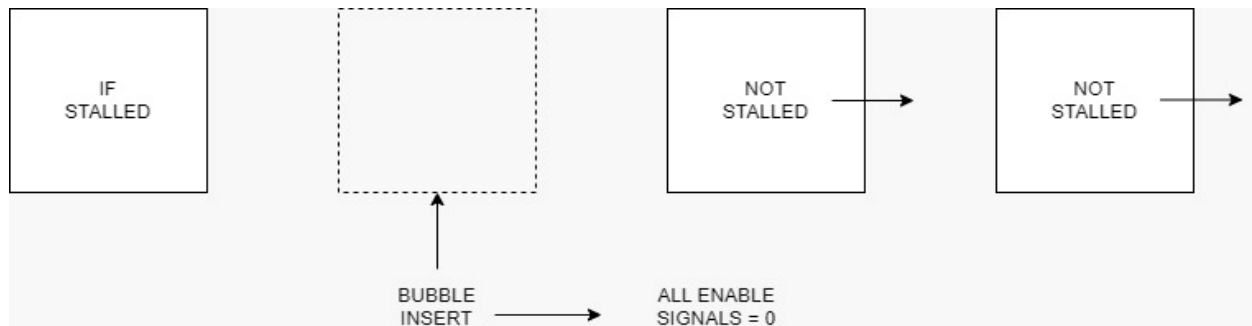 IF
STALLED
NOT
STALLED
NOT
STALLED
BUBBLE
INSERT
ALL ENABLE
SIGNALS = 0